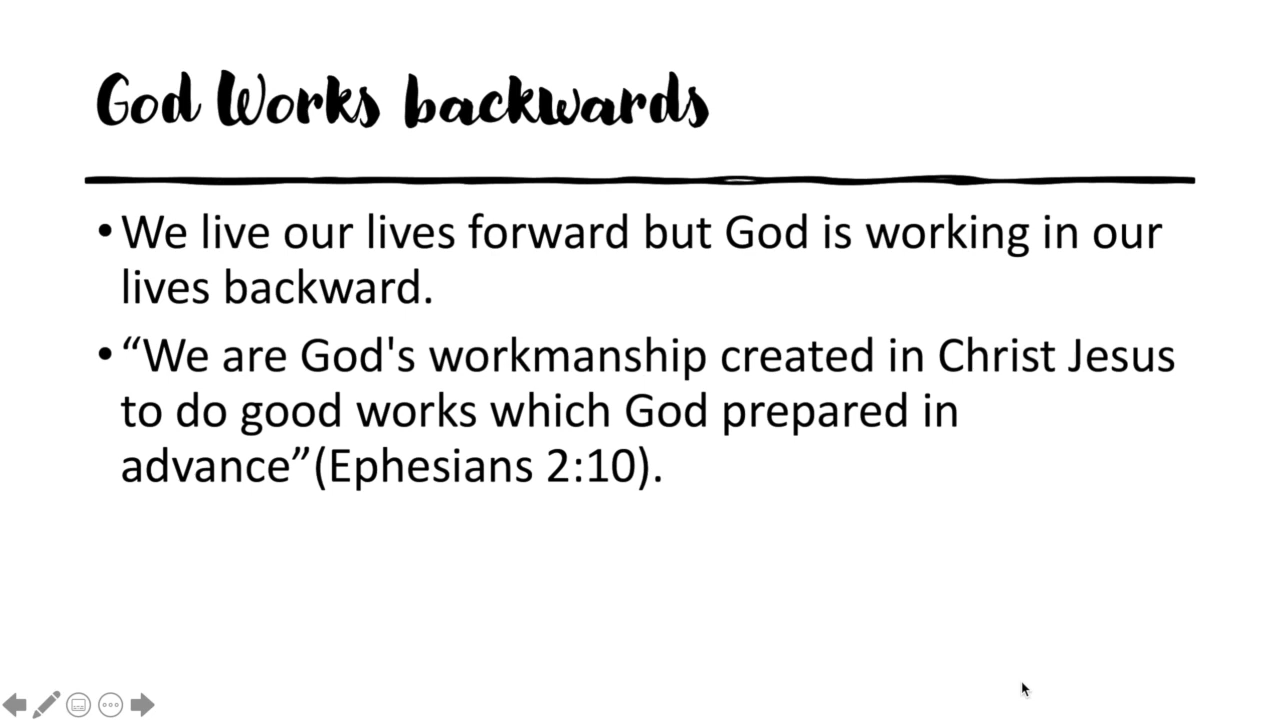 God Works backwards
• We live our lives forward but God is working in our
lives backward.
• “We are God's workmanship created in Christ Jesus
to do good works which God prepared in
advance”(Ephesians 2:10).